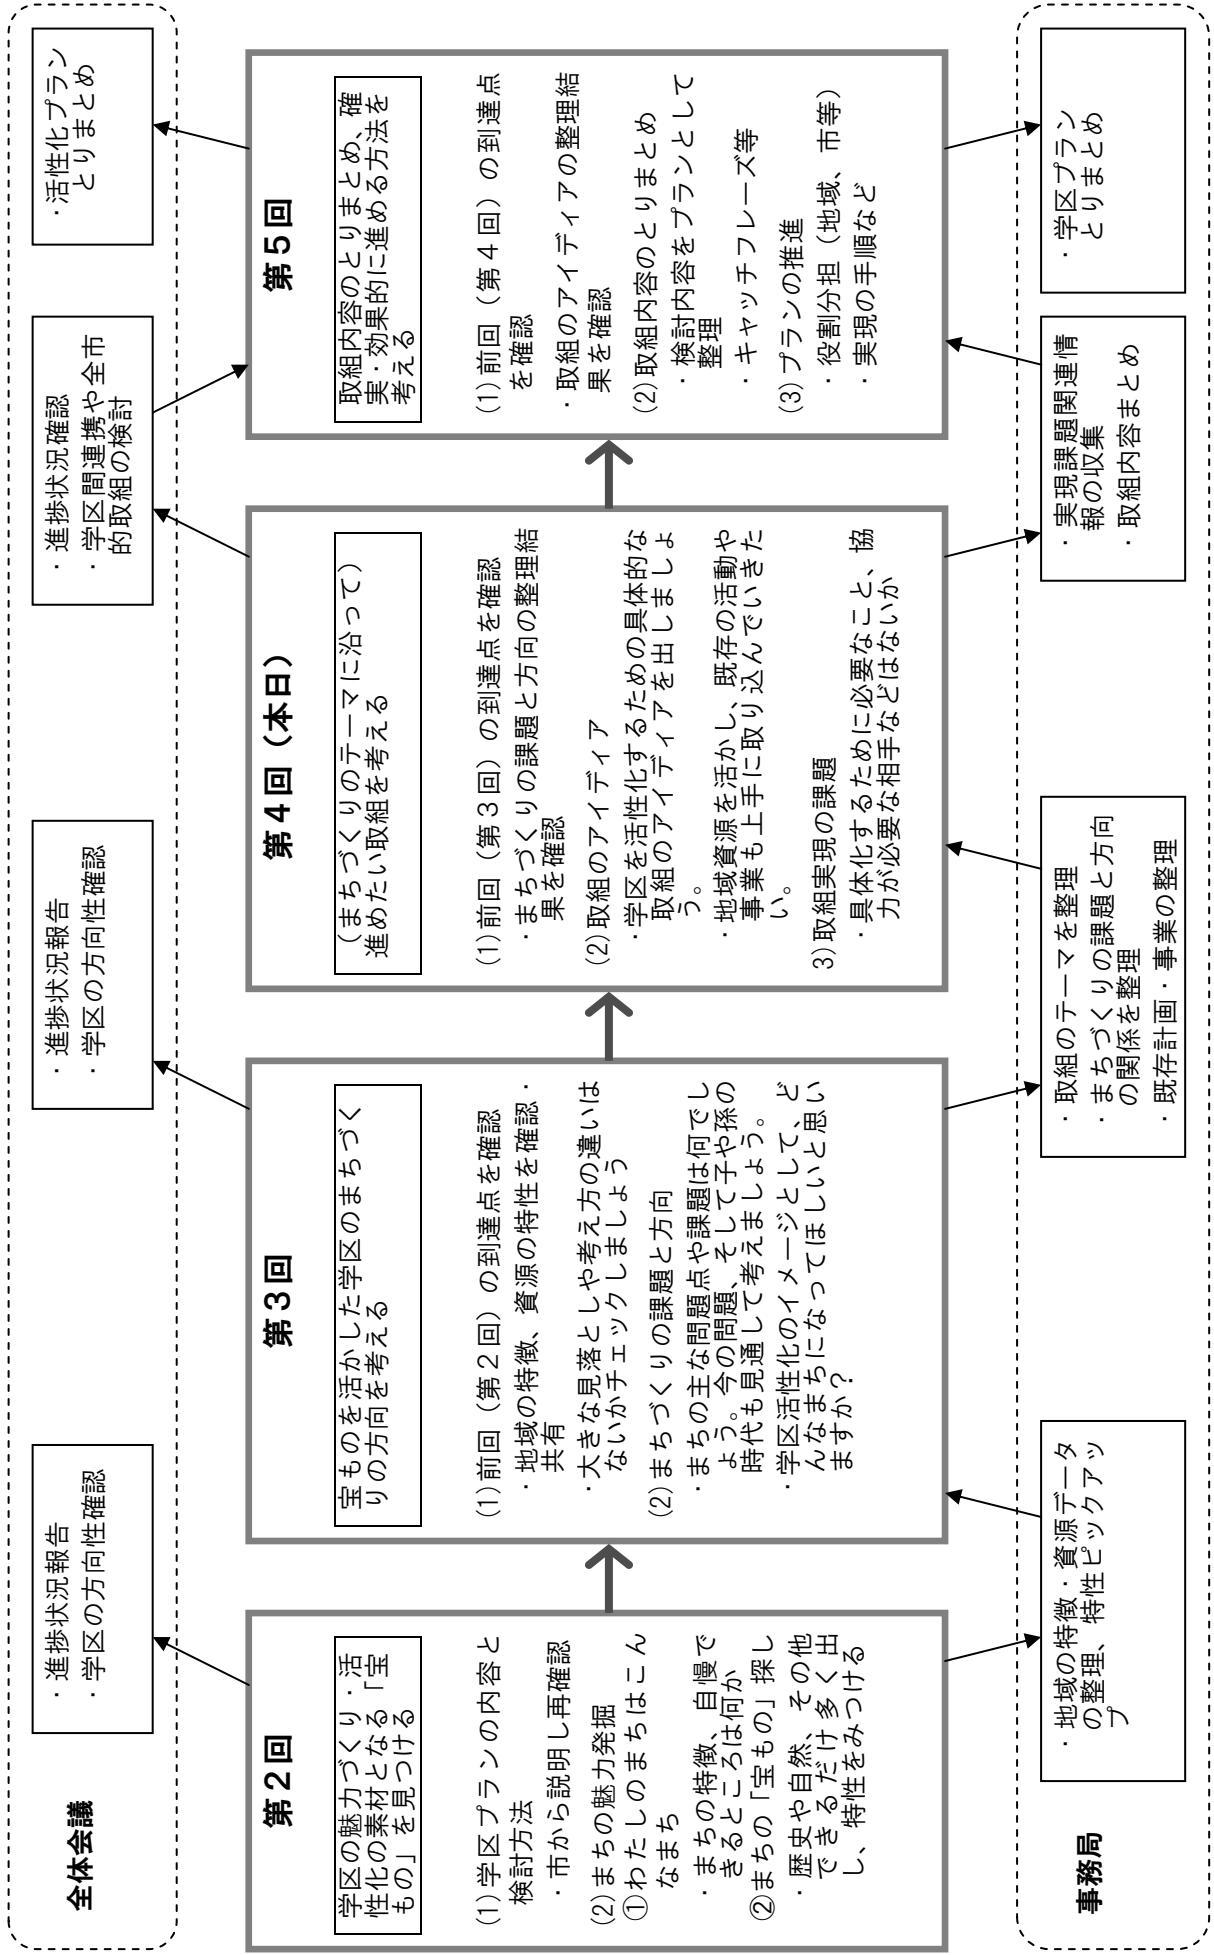 全体会議
・進捗状況報告
・学区の方向性確認
・進捗状況報告
・学区の方向性確認
・進捗状況確認
・学区間連携や全市
的取組の検討
・活性化プラン
とりまとめ
第２回
学区の魅力づくり・活
性化の素材となる「宝
もの」を見つける
(1)学区プランの内容と
検討方法
・市から説明し再確認
(2)まちの魅力発掘
①わたしのまちはこん
なまち
・まちの特徴、自慢で
きるところは何か
②まちの「宝もの」探し
・歴史や自然、その他
できるだけ多く出
し、特性をみつける
第３回
宝ものを活かした学区のまちづく
りの方向を考える
(1)前回（第２回）の到達点を確認
・地域の特徴、資源の特性を確認・
共有
・大きな見落としや考え方の違いは
ないかチェックしましょう
(2)まちづくりの課題と方向
・まちの主な問題点や課題は何でし
ょう。今の問題、そして子や孫の
時代も見通して考えましょう。
・学区活性化のイメージとして、ど
んなまちになってほしいと思い
ますか？
第４回（本日）
（まちづくりのテーマに沿って）
進めたい取組を考える
(1)前回（第３回）の到達点を確認
・まちづくりの課題と方向の整理結
果を確認
(2)取組のアイディア
・学区を活性化するための具体的な
取組のアイディアを出しましょ
う。
・地域資源を活かし、既存の活動や
事業も上手に取り込んでいきた
い。
3)取組実現の課題
・具体化するために必要なこと、協
力が必要な相手などはないか
第５回
取組内容のとりまとめ、確
実・効果的に進める方法を
考える
(1)前回（第４回）の到達点
を確認
・取組のアイディアの整理結
果を確認
(2)取組内容のとりまとめ
・検討内容をプランとして
整理
・キャッチフレーズ等
(3)プランの推進
・役割分担（地域、市等）
・実現の手順など
事務局
・地域の特徴・資源データ
の整理、特性ピックアッ
プ
・取組のテーマを整理
・まちづくりの課題と方向
の関係を整理
・既存計画・事業の整理
・実現課題関連情
報の収集
・取組内容まとめ
・学区プラン
とりまとめ